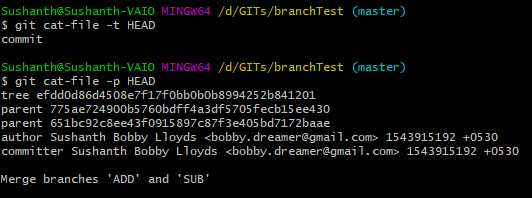 Sushanth@Sushanth-VAIO MINGW64 /d/GITs/branchTest (master)
$ git cat-file -t HEAD
commit
Sushanth@Sushanth-VAIO MINGW64 /d/GITs/branchTest (master)
$ git cat-file -p HEAD
tree efdd0d86d4508e7f17f0bb0b0b8994252b841201
parent 775ae724900b5760bdff4a3df5705fecb15ee430
parent 651bc92c8ee43f0915897c87f3e405bd7172baae
author Sushanth Bobby Lloyds <bobby.dreamer@gmail.com> 1543915192 +0530
committer Sushanth Bobby Lloyds <bobby.dreamer@gmail.com> 1543915192 +0530
Merge branches 'ADD' and 'SUB'